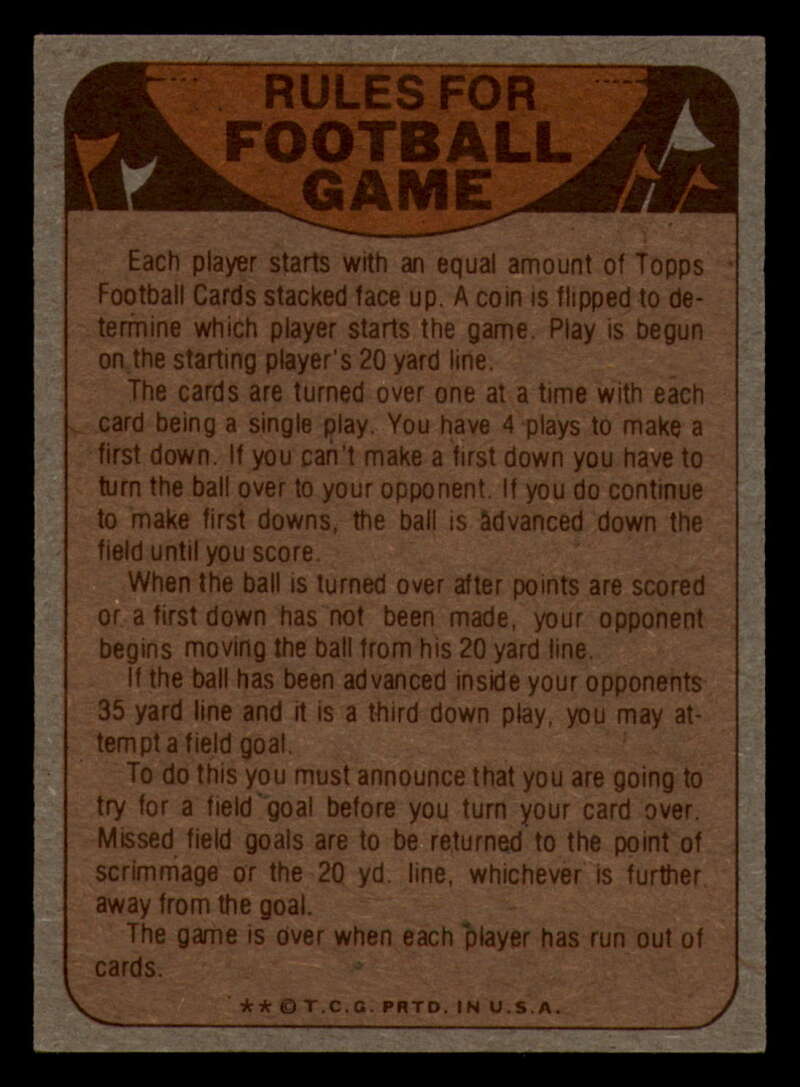 RULES FOR
FOOTBALL
GAME
Each player starts with an equal amount of Topps
Football Cards stacked face up. A coin is flipped to de-
termine which player starts the game. Play is begun
on the starting player's 20 yard line.
The cards are turned over one at a time with each
card being a single play. You have 4 plays to make a
first down. If you can't make a first down you have to
turn the ball over to your opponent. If you do continue
to make first downs, the ball is advanced down the
field until you score.
When the ball is turned over after points are scored
or a first down has not been made, your opponent
begins moving the ball from his 20 yard line.
If the ball has been advanced inside your opponents
35 yard line and it is a third down play, you may at-
tempt a field goal.
To do this you must announce that you are going to
try for a field goal before you turn your card over.
Missed field goals are to be returned to the point of
scrimmage or the 20 yd. line, whichever is further
away from the goal.
The game is over when each player has run out of
cards.
** © T.C.G. PRTD. IN U.S.A.